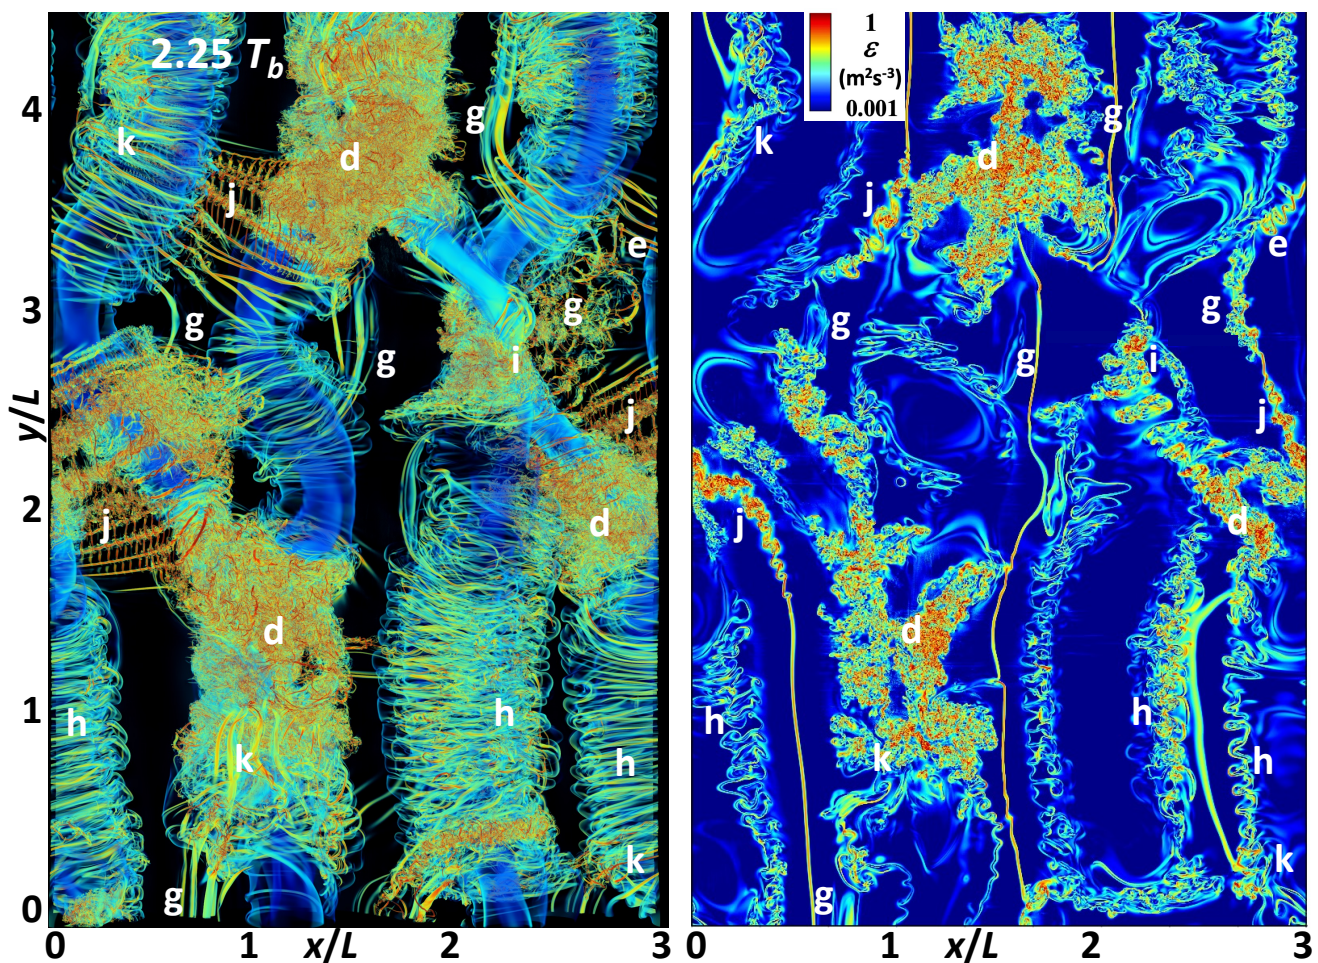 2.25 T_b
k
j
d
g
e
g
g
g
i
j
j
d
d
h
h
k
h
k
g
4
3
2
1
0
y/L
0 1 x/L 2 3
1
ε
(m²s⁻³)
0.001
k
j
d
g
e
g
g
g
i
j
j
d
d
h
h
k
h
k
g
0 1 x/L 2 3